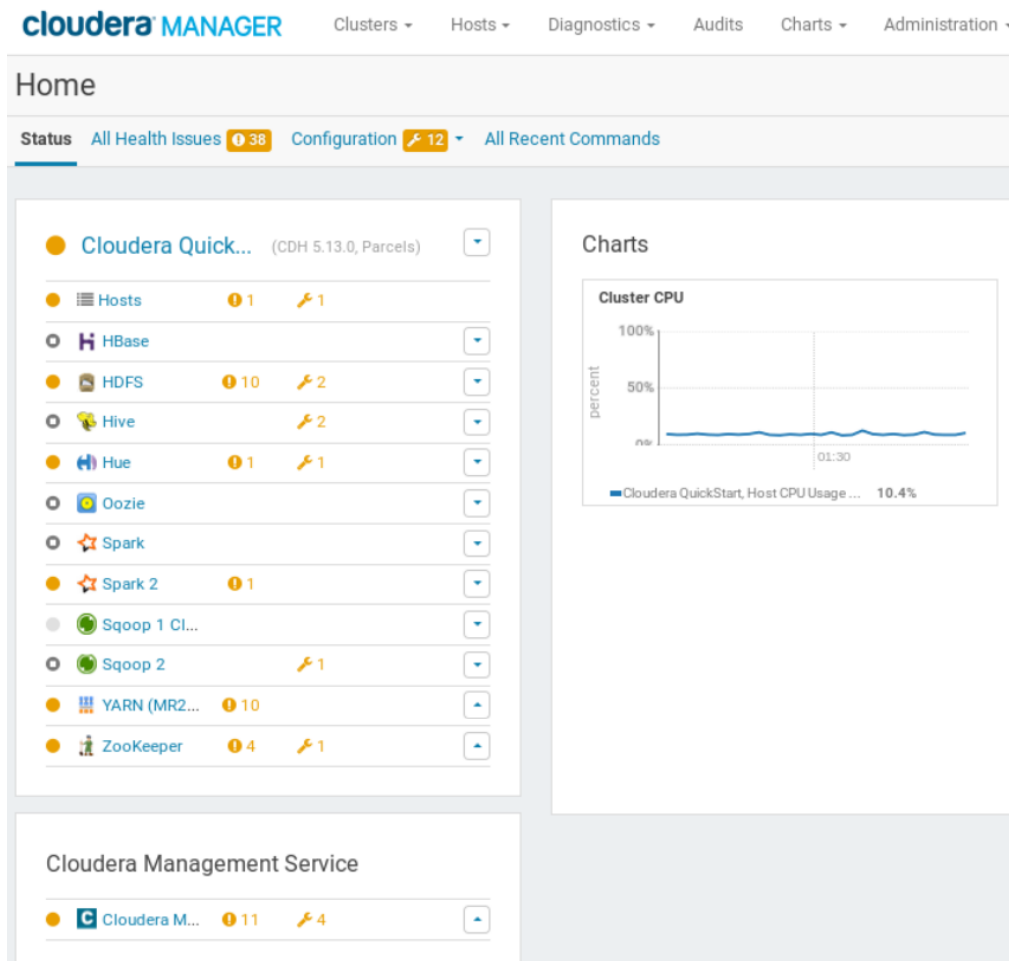 cloudera MANAGER Clusters Hosts Diagnostics Audits Charts Administration
Home
Status All Health Issues 38 Configuration 12 All Recent Commands
Cloudera Quick... (CDH 5.13.0, Parcels)
Hosts 1 1
HBase
HDFS 10 2
Hive 2
Hue 1 1
Oozie
Spark
Spark 2 1
Sqoop 1 Cl...
Sqoop 2 1
YARN (MR2... 10
ZooKeeper 4 1
Charts
Cluster CPU
percent
100%
50%
0%
01:30
Cloudera QuickStart, Host CPU Usage ... 10.4%
Cloudera Management Service
C Cloudera M... 11 4